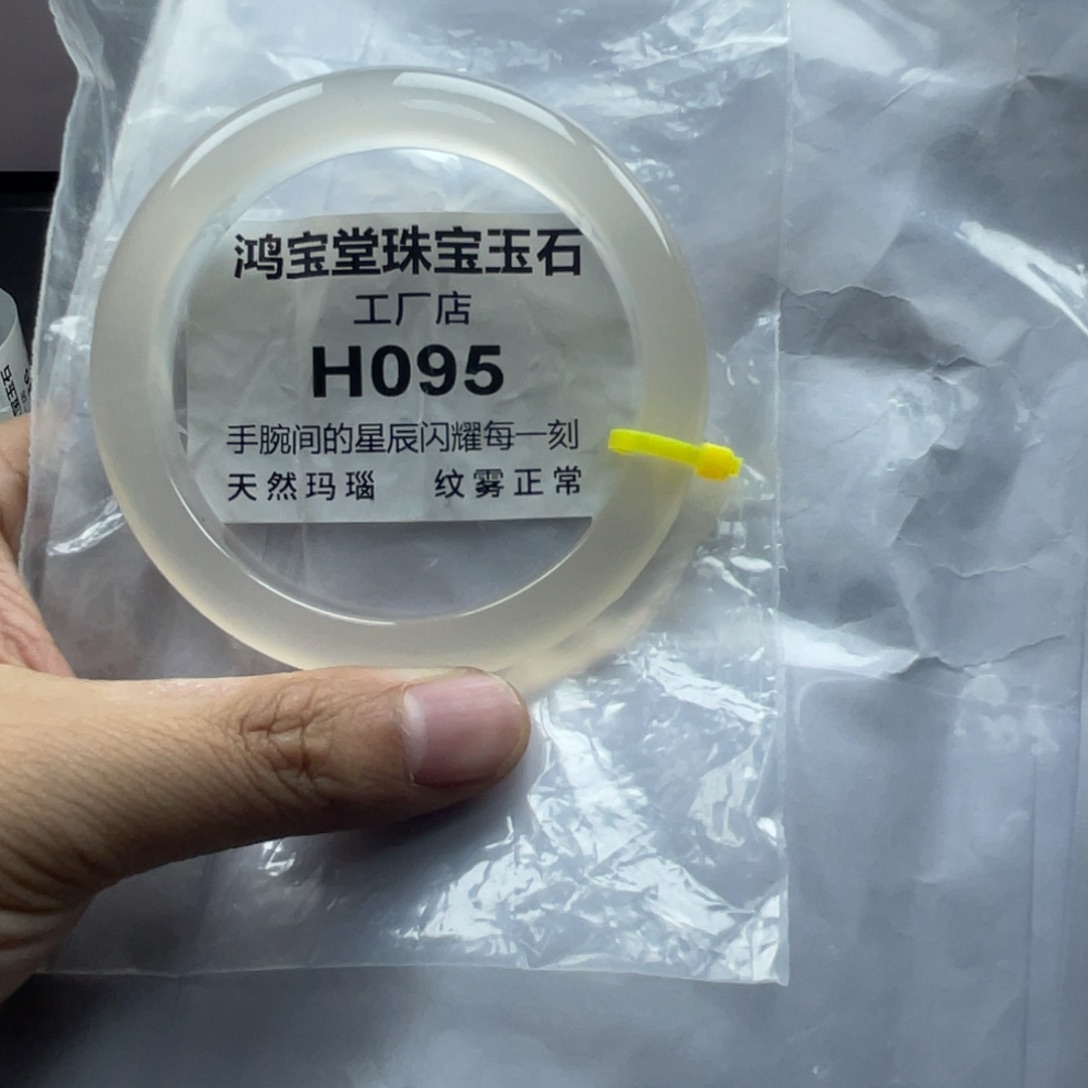 鸿宝堂珠宝玉石
工厂店
H095
手腕间的星辰闪耀每一刻
天然玛瑙 纹雾正常